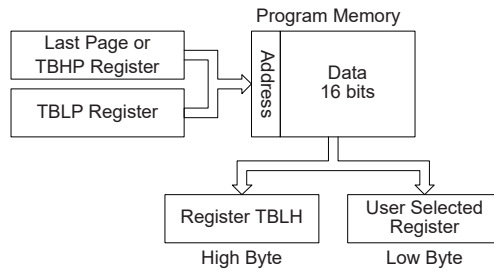 Program Memory
Last Page or
TBHP Register
TBLP Register
Address
Data
16 bits
Register TBLH
User Selected
Register
High Byte
Low Byte